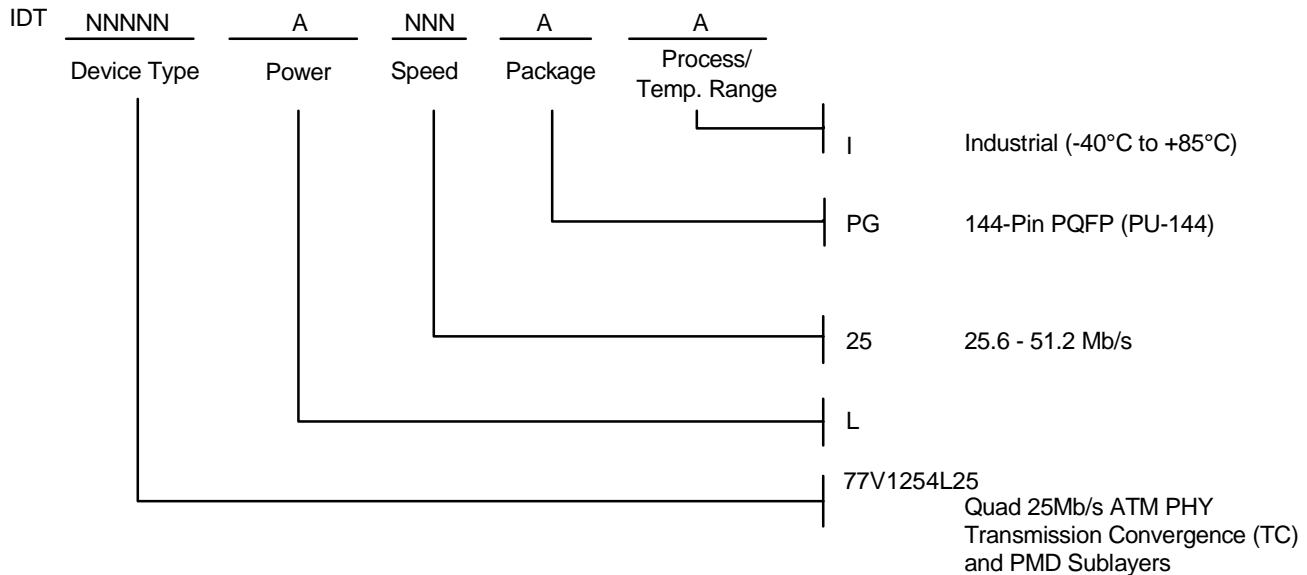 IDT NNNNN A NNN A A
Device Type Power Speed Package Process/
Temp. Range
I Industrial (-40°C to +85°C)
PG 144-Pin PQFP (PU-144)
25 25.6 - 51.2 Mb/s
L
77V1254L25
Quad 25Mb/s ATM PHY
Transmission Convergence (TC)
and PMD Sublayers